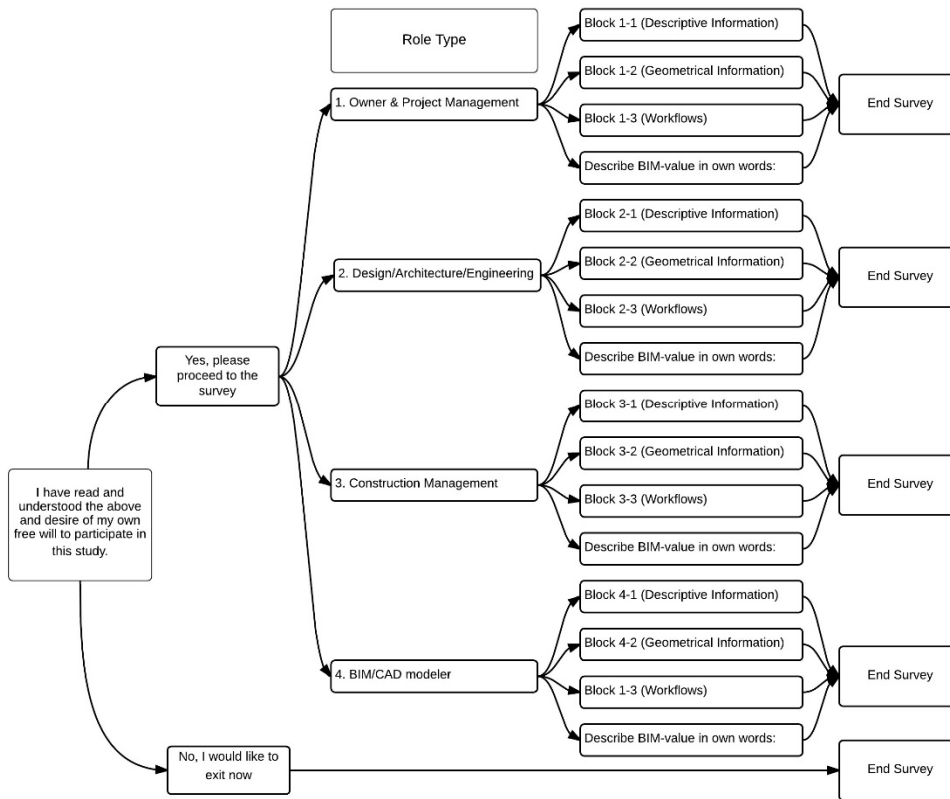 Role Type
Block 1-1 (Descriptive Information)
Block 1-2 (Geometrical Information)
1. Owner & Project Management
Block 1-3 (Workflows)
Describe BIM-value in own words:
End Survey
Block 2-1 (Descriptive Information)
Block 2-2 (Geometrical Information)
2. Design/Architecture/Engineering
Block 2-3 (Workflows)
Describe BIM-value in own words:
End Survey
Yes, please
proceed to the
survey
Block 3-1 (Descriptive Information)
Block 3-2 (Geometrical Information)
3. Construction Management
Block 3-3 (Workflows)
Describe BIM-value in own words:
End Survey
I have read and
understood the above
and desire of my own
free will to participate in
this study.
Block 4-1 (Descriptive Information)
Block 4-2 (Geometrical Information)
4. BIM/CAD modeler
Block 1-3 (Workflows)
Describe BIM-value in own words:
End Survey
No, I would like to
exit now
End Survey